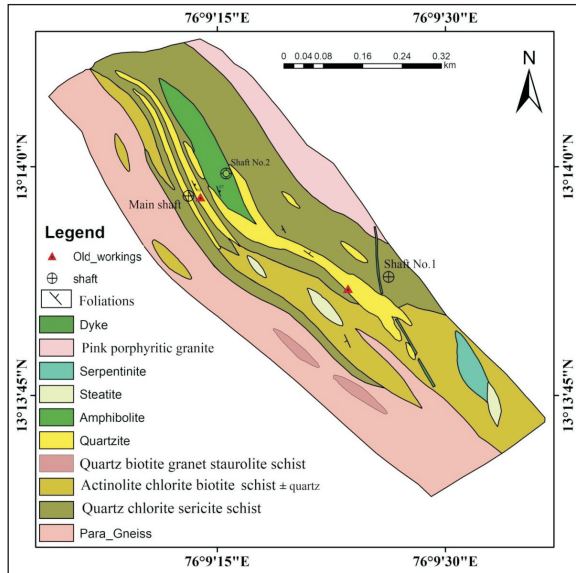 76°9'15"E 76°9'30"E
0 0.04 0.08 0.16 0.24 0.32
km
N
13°14'0"N 13°14'0"N
Shaft No.2
Main shaft
Shaft No.1
Legend
Old_workings
shaft
Foliations
Dyke
Pink porphyritic granite
Serpentinite
Steatite
Amphibolite
Quartzite
Quartz biotite granet staurolite schist
Actinolite chlorite biotite schist ± quartz
Quartz chlorite sericite schist
Para_Gneiss
13°13'45"N 13°13'45"N
76°9'15"E 76°9'30"E